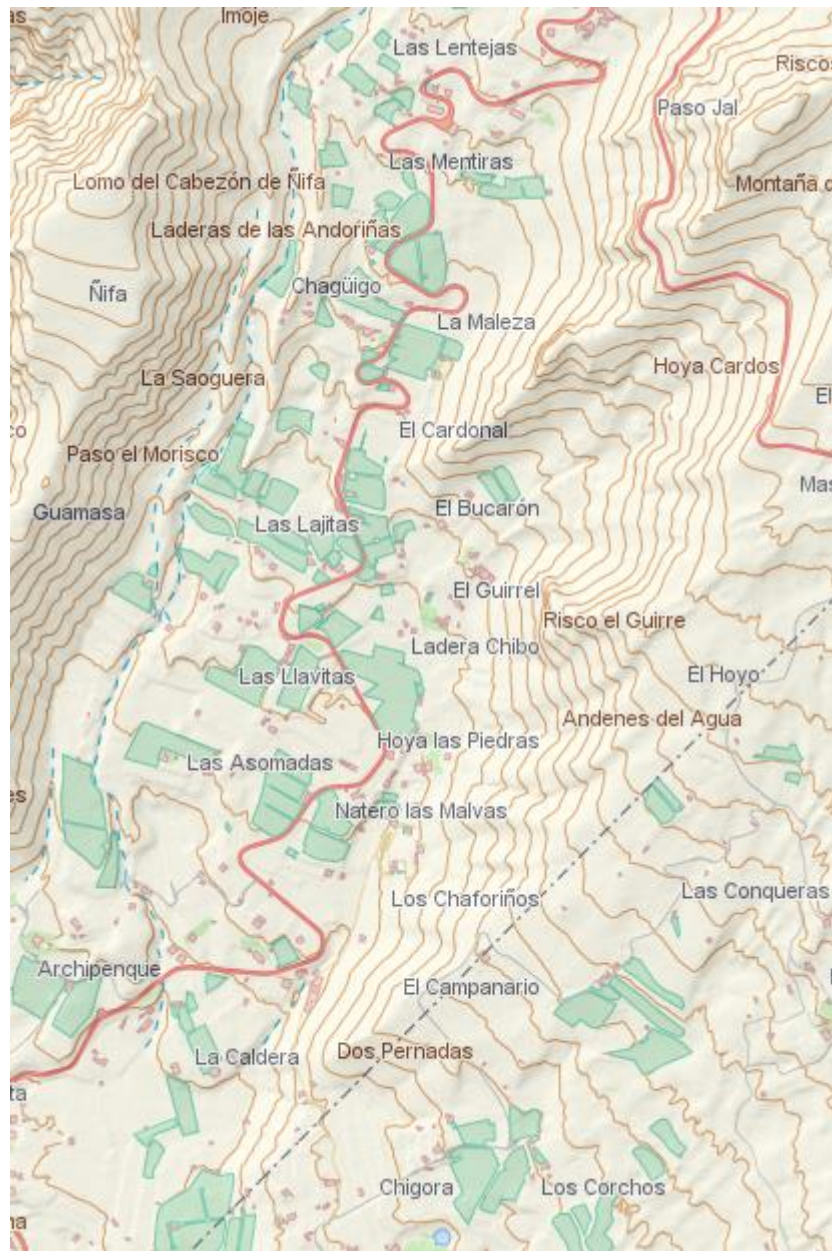 Imoje
Las Lentejas
Riscos
Paso Jal
Las Mentiras
Lomo del Cabezón de Ñifa
Montaña d
Laderas de las Andoriñas
Chagüigo
Ñifa
La Maleza
Hoya Cardos
La Saoguera
El
El Cardonal
Paso el Morisco
Mas
Guamasa
El Bucarón
Las Lajitas
El Guirrel
Risco el Guirre
Ladera Chibo
El Hoyo
Las Llavitas
Andenes del Agua
Hoya las Piedras
Las Asomadas
Natero las Malvas
Los Chaforiños
Las Conqueras
Archipenque
El Campanario
La Caldera
Dos Pernadas
Chigora
Los Corchos